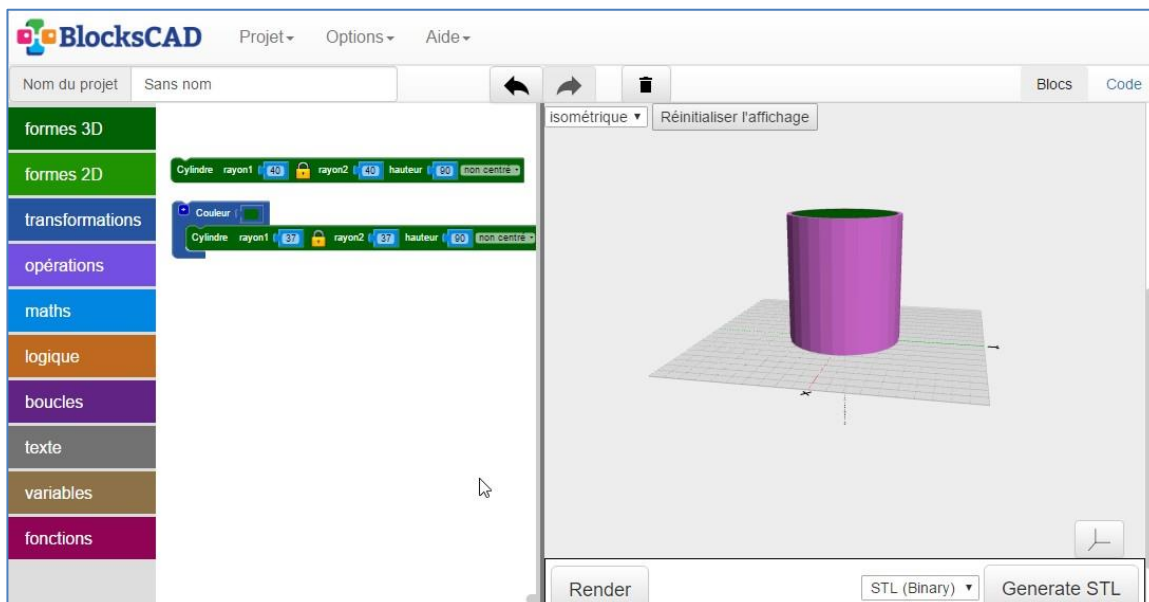 BlocksCAD Projet Options Aide
Nom du projet Sans nom Blocs Code
formes 3D
formes 2D
transformations
opérations
maths
logique
boucles
texte
variables
fonctions
Cylindre rayon1 40 rayon2 40 hauteur 90 non centré
Couleur
Cylindre rayon1 37 rayon2 37 hauteur 90 non centré
isométrique Réinitialiser l'affichage
X
Render STL (Binary) Generate STL